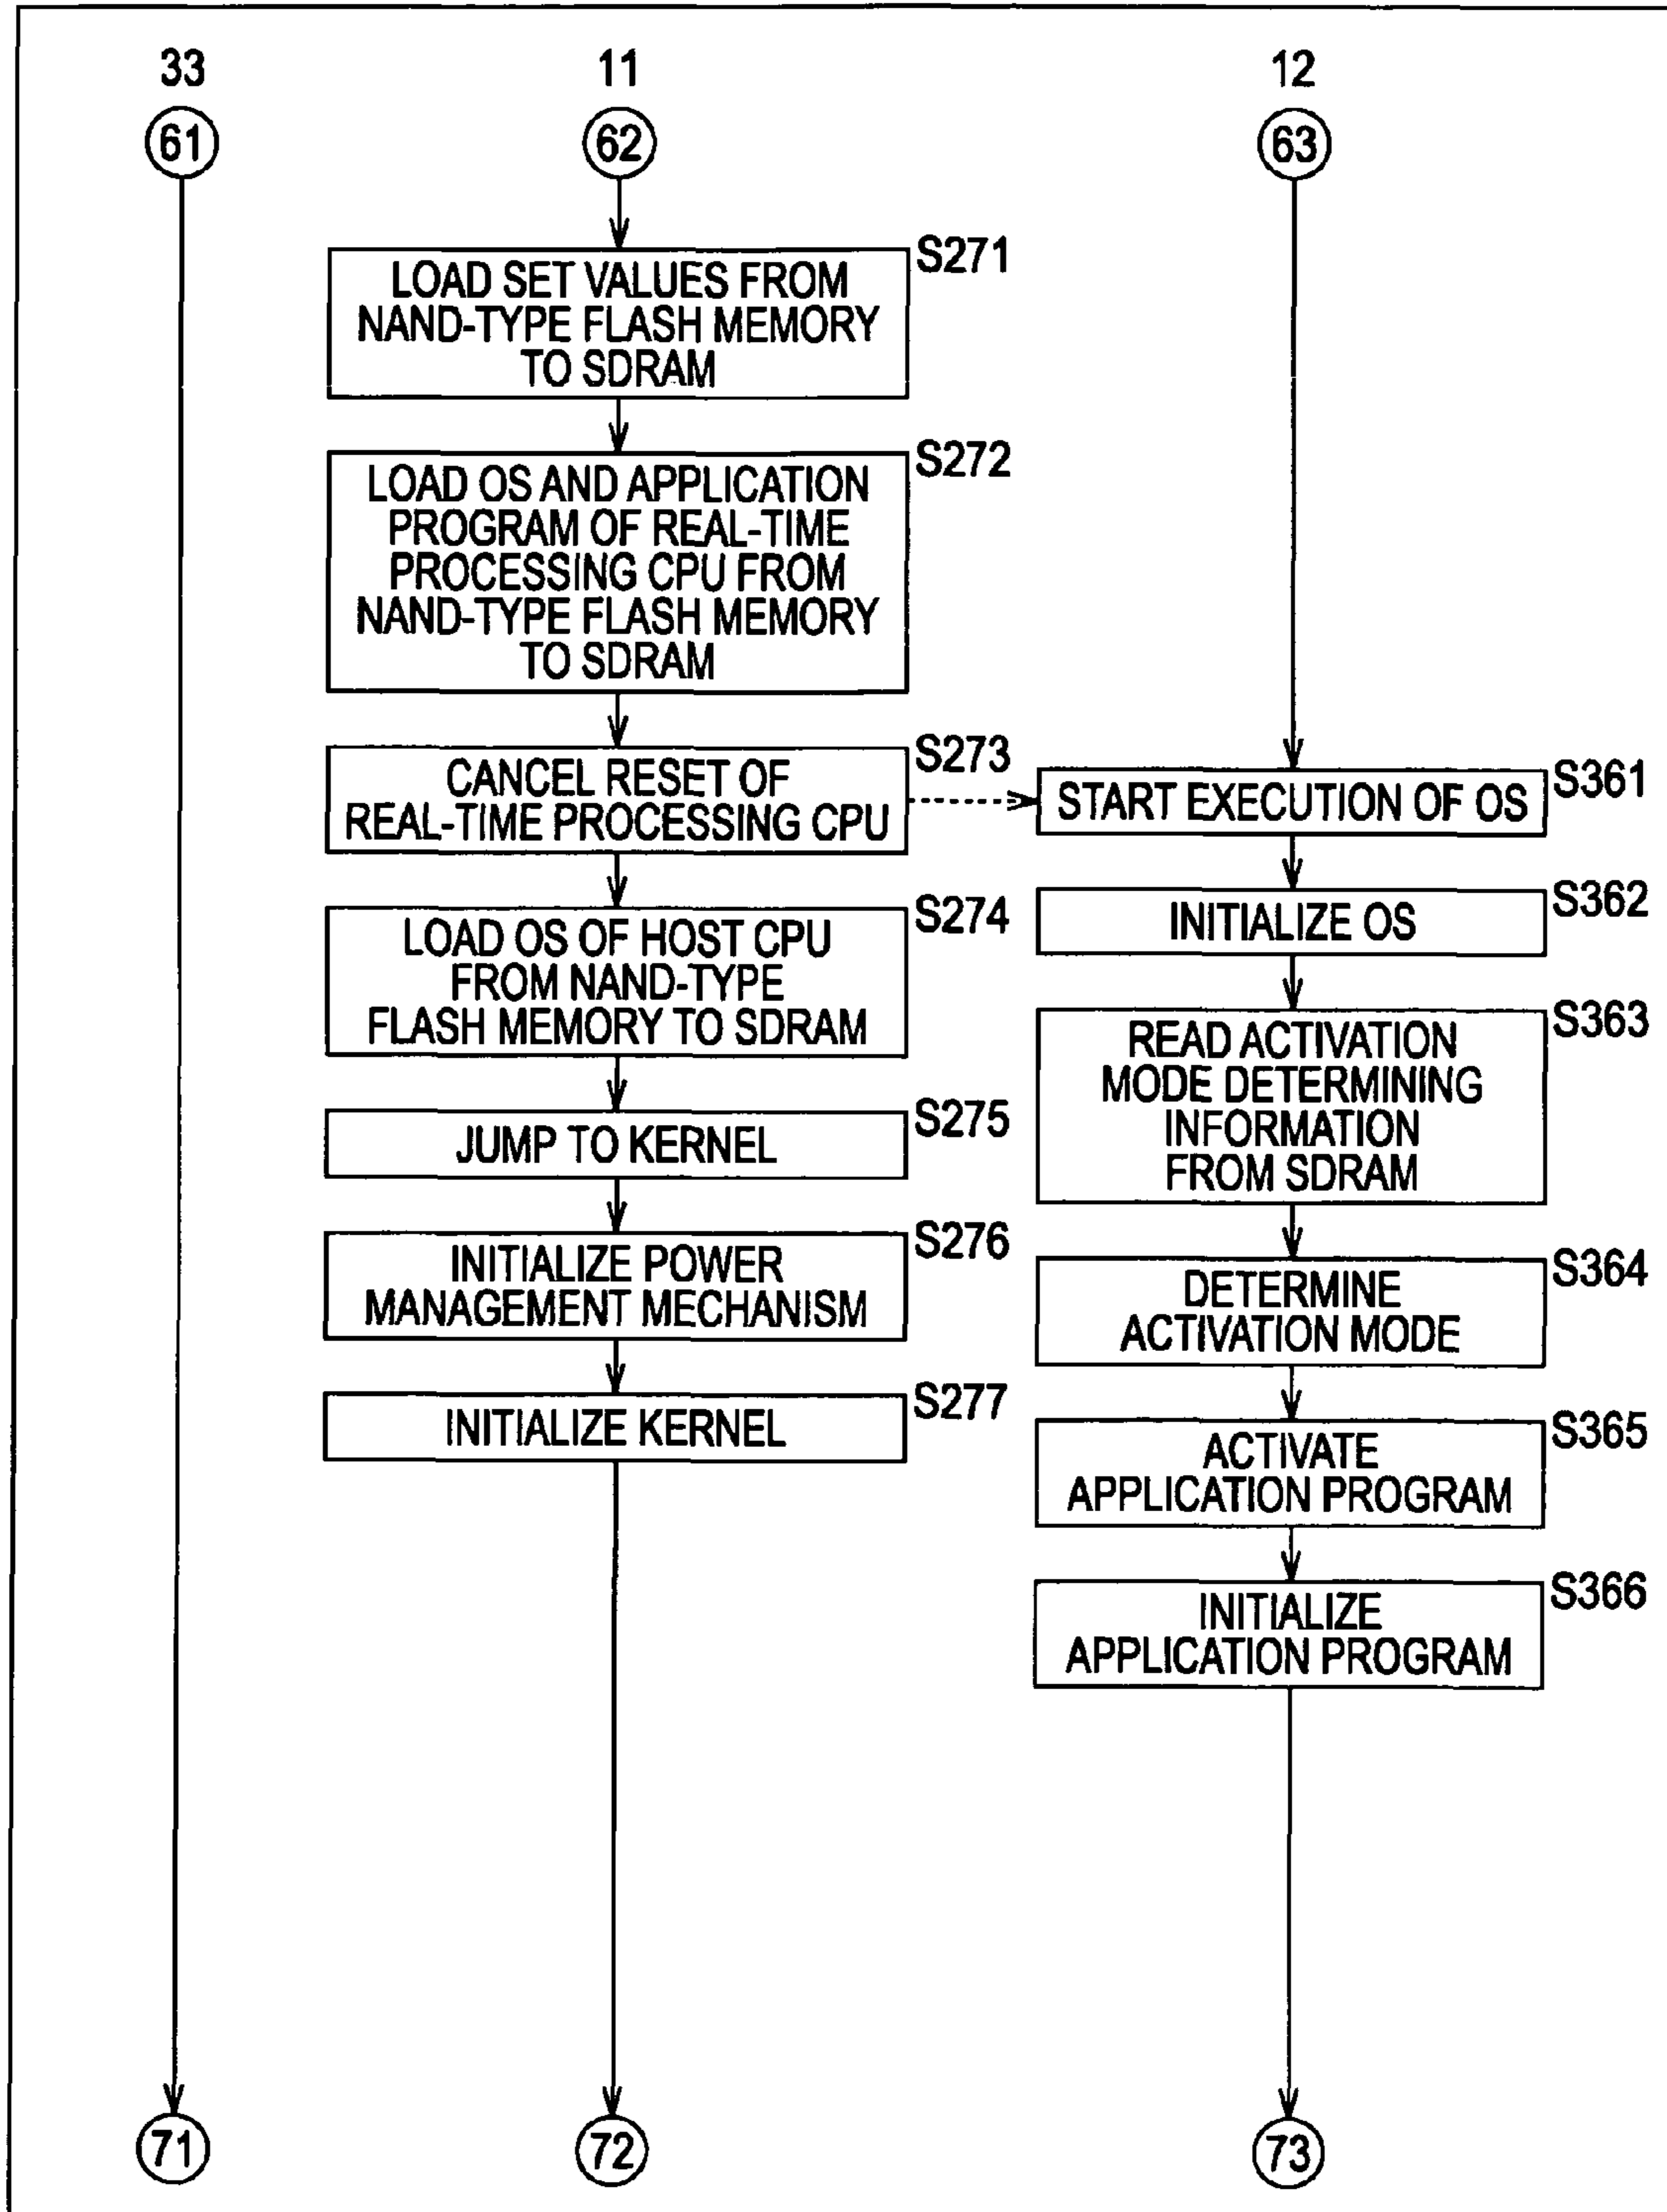 33
11
12
61
62
63
S271
LOAD SET VALUES FROM
NAND-TYPE FLASH MEMORY
TO SDRAM
S272
LOAD OS AND APPLICATION
PROGRAM OF REAL-TIME
PROCESSING CPU FROM
NAND-TYPE FLASH MEMORY
TO SDRAM
S273
CANCEL RESET OF
REAL-TIME PROCESSING CPU
S361
START EXECUTION OF OS
S274
LOAD OS OF HOST CPU
FROM NAND-TYPE
FLASH MEMORY TO SDRAM
S362
INITIALIZE OS
S363
READ ACTIVATION
MODE DETERMINING
INFORMATION
FROM SDRAM
S275
JUMP TO KERNEL
S276
INITIALIZE POWER
MANAGEMENT MECHANISM
S364
DETERMINE
ACTIVATION MODE
S277
INITIALIZE KERNEL
S365
ACTIVATE
APPLICATION PROGRAM
S366
INITIALIZE
APPLICATION PROGRAM
71
72
73